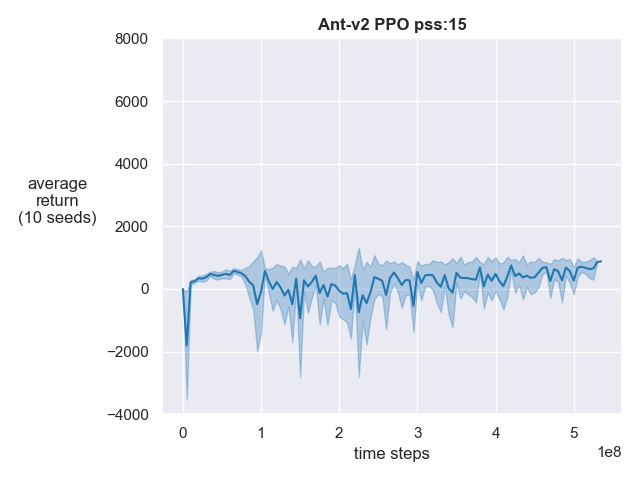 Ant-v2 PPO pss:15
8000
6000
4000
2000
0
−2000
−4000
average
return
(10 seeds)
0 1 2 3 4 5
1e8
time steps